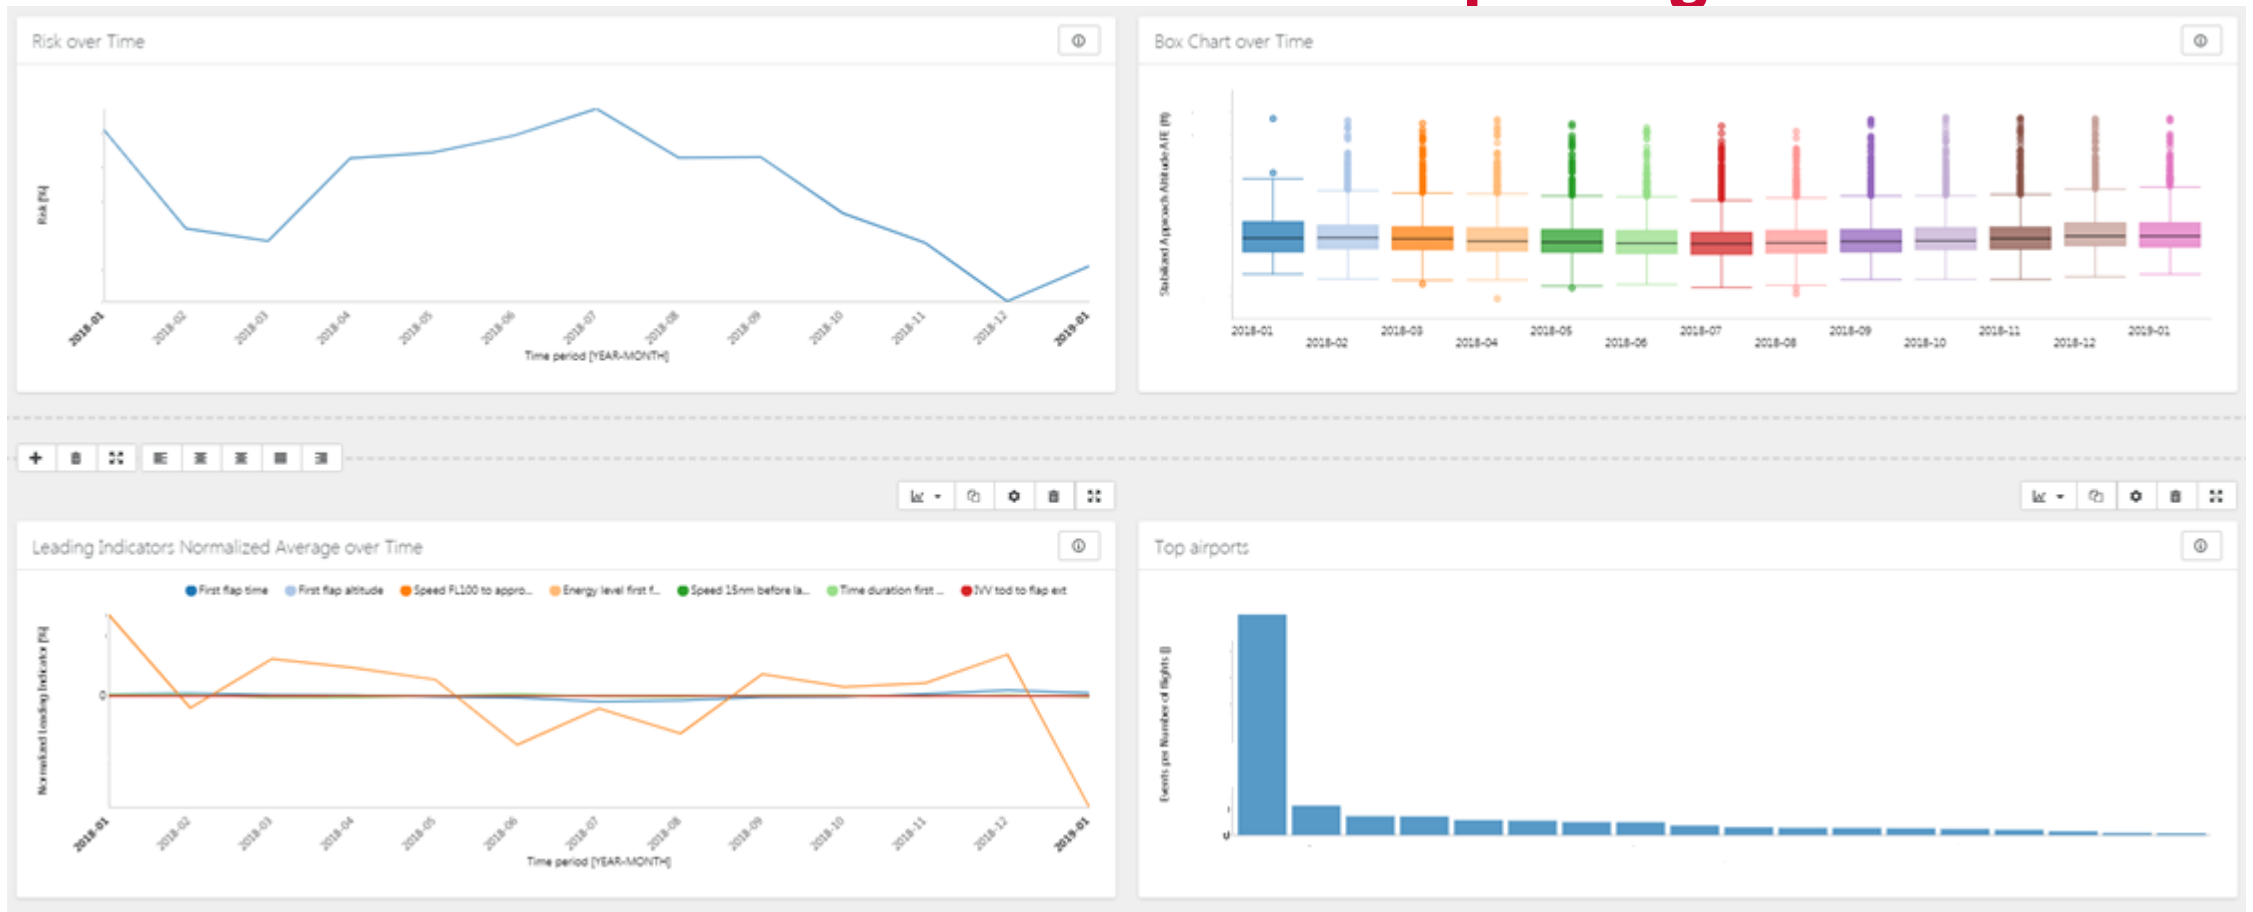 Risk over Time
Risk [%]
2018-01
2018-02
2018-03
2018-04
2018-05
2018-06
2018-07
2018-08
2018-09
2018-10
2018-11
2018-12
2019-01
Time period [YEAR-MONTH]
Box Chart over Time
Stabilized Approach Altitude AFE (ft)
2018-01
2018-02
2018-03
2018-04
2018-05
2018-06
2018-07
2018-08
2018-09
2018-10
2018-11
2018-12
2019-01
Leading Indicators Normalized Average over Time
First flap time
First flap altitude
Speed FL100 to appro...
Energy level first f...
Speed 15nm before la...
Time duration first ...
IVV tod to flap ext
Normalized Leading Indicator [%]
0
2018-01
2018-02
2018-03
2018-04
2018-05
2018-06
2018-07
2018-08
2018-09
2018-10
2018-11
2018-12
2019-01
Time period [YEAR-MONTH]
Top airports
Events per Number of flights []
0